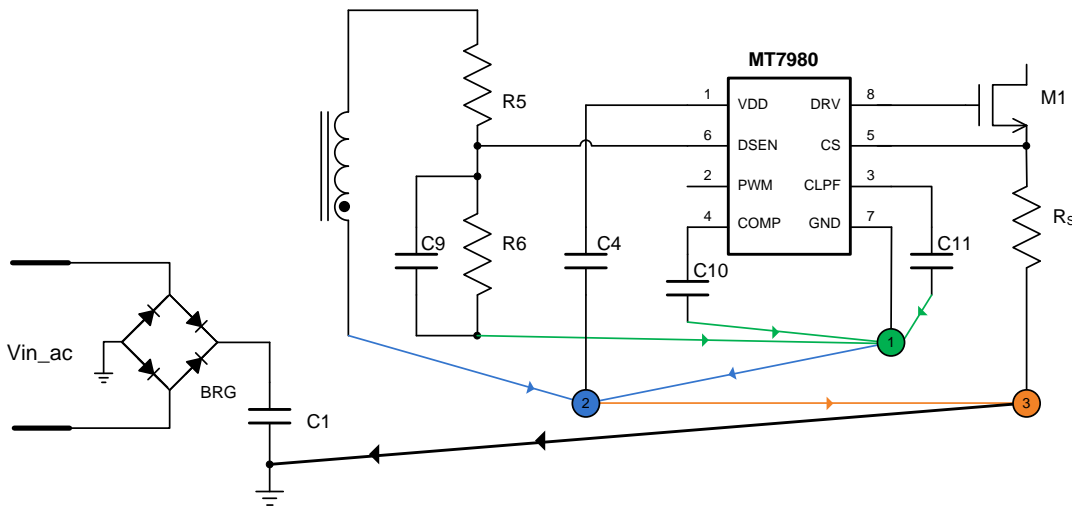 MT7980
R5
1 VDD DRV 8
M1
6 DSEN CS 5
2 PWM CLPF 3
4 COMP GND 7
RS
C9
R6
C4
C10
C11
Vin_ac
BRG
C1
1
2
3